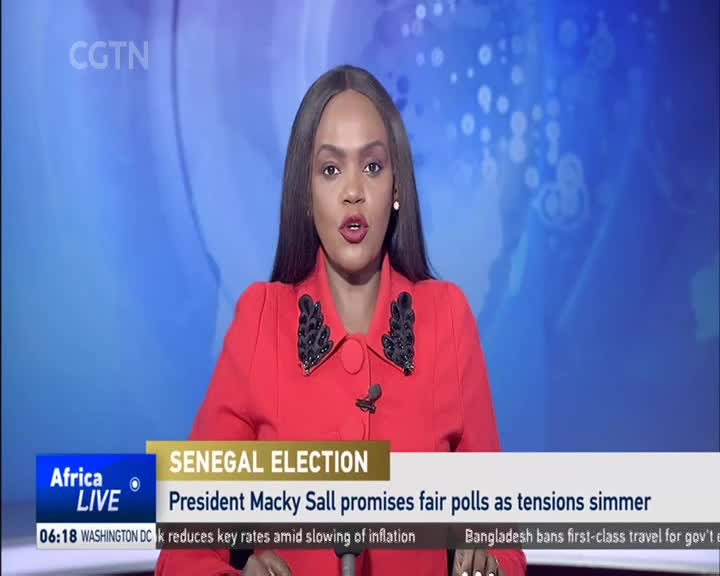 CGTN
SENEGAL ELECTION
Africa
LIVE
President Macky Sall promises fair polls as tensions simmer
06:18 WASHINGTON DC
reduces key rates amid slowing of inflation
Bangladesh bans first-class travel for gov't